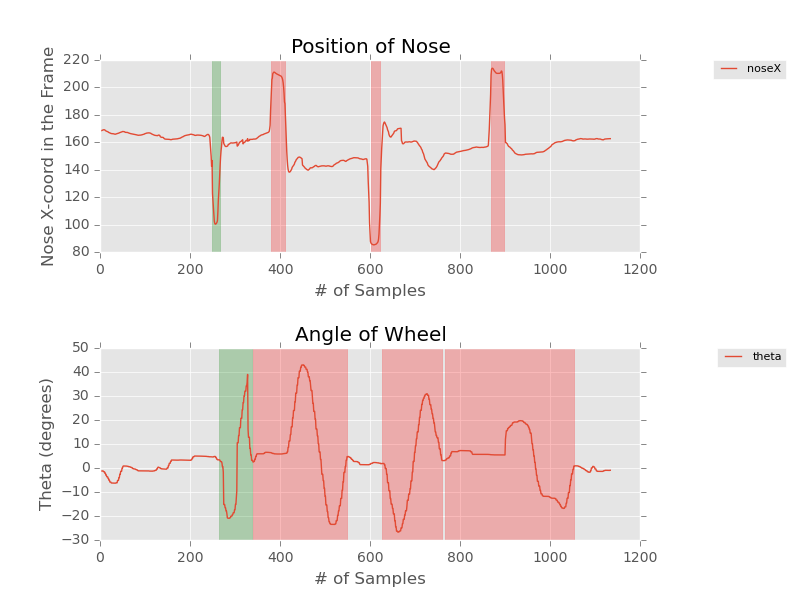 Position of Nose
220
200
180
160
140
120
100
80
Nose X-coord in the Frame
0 200 400 600 800 1000 1200
# of Samples
noseX
Angle of Wheel
50
40
30
20
10
0
−10
−20
−30
Theta (degrees)
0 200 400 600 800 1000 1200
# of Samples
theta